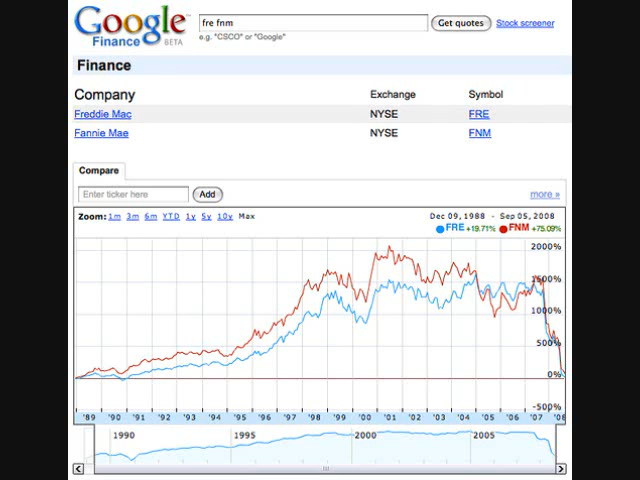 Google
Finance BETA
fre fnm
Get quotes
Stock screener
e.g. "CSCO" or "Google"
Finance
Company Exchange Symbol
Freddie Mac NYSE FRE
Fannie Mae NYSE FNM
Compare
Enter ticker here
Add
more »
Zoom: 1m 3m 6m YTD 1y 5y 10y Max
Dec 09, 1988 - Sep 05, 2008
FRE +19.71% FNM +75.09%
2000%
1500%
1000%
500%
0%
-500%
'89 '90 '91 '92 '93 '94 '95 '96 '97 '98 '99 '00 '01 '02 '03 '04 '05 '06 '07 '08
1990 1995 2000 2005